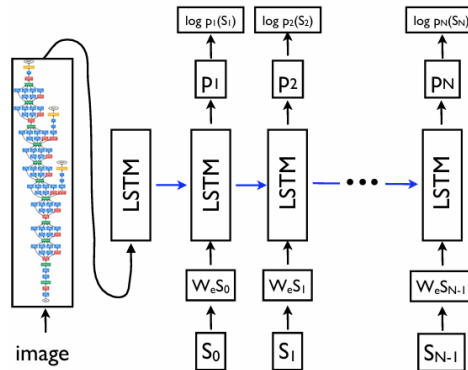 log p₁(S₁) log p₂(S₂) log pN(SN)
p₁ p₂ pN
LSTM LSTM LSTM LSTM
WₑS₀ WₑS₁ WₑSN-1
image S₀ S₁ SN-1